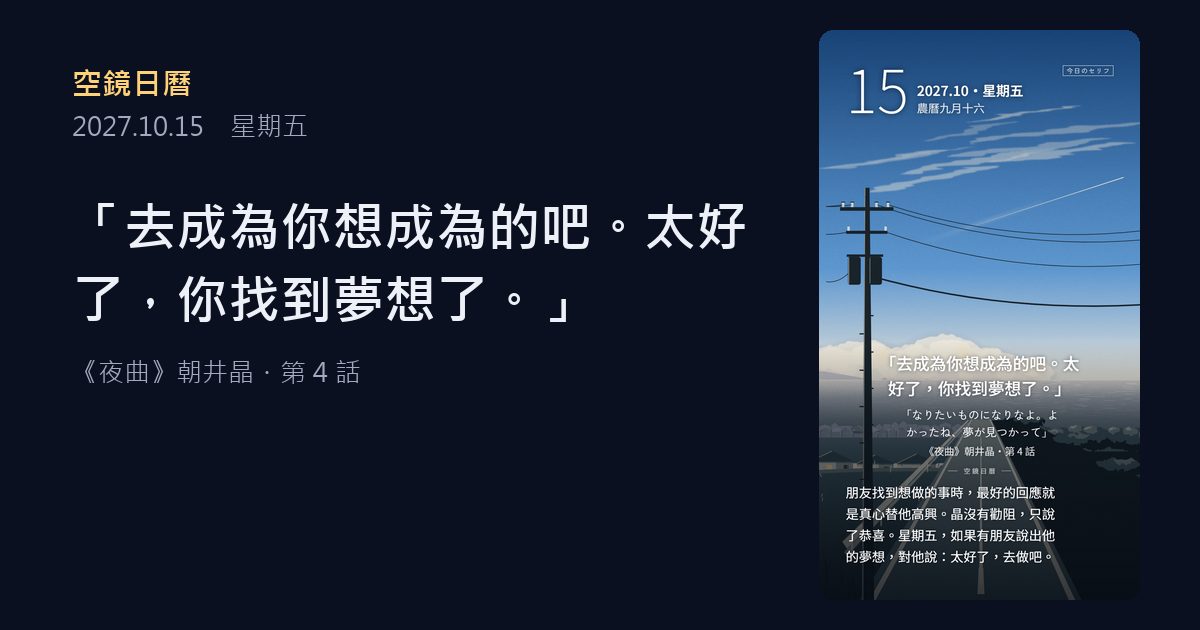 空鏡日曆
2027.10.15 星期五
「去成為你想成為的吧。太好
了，你找到夢想了。」
《夜曲》朝井晶·第 4 話
15
2027.10·星期五
農曆九月十六
今日のセリフ
「去成為你想成為的吧。太
好了，你找到夢想了。」
「なりたいものになりなよ。よ
かったね、夢が見つかって」
《夜曲》朝井晶·第 4 話
空鏡日曆
朋友找到想做的事時，最好的回應就
是真心替他高興。晶沒有勸阻，只說
了恭喜。星期五，如果有朋友說出他
的夢想，對他說：太好了，去做吧。